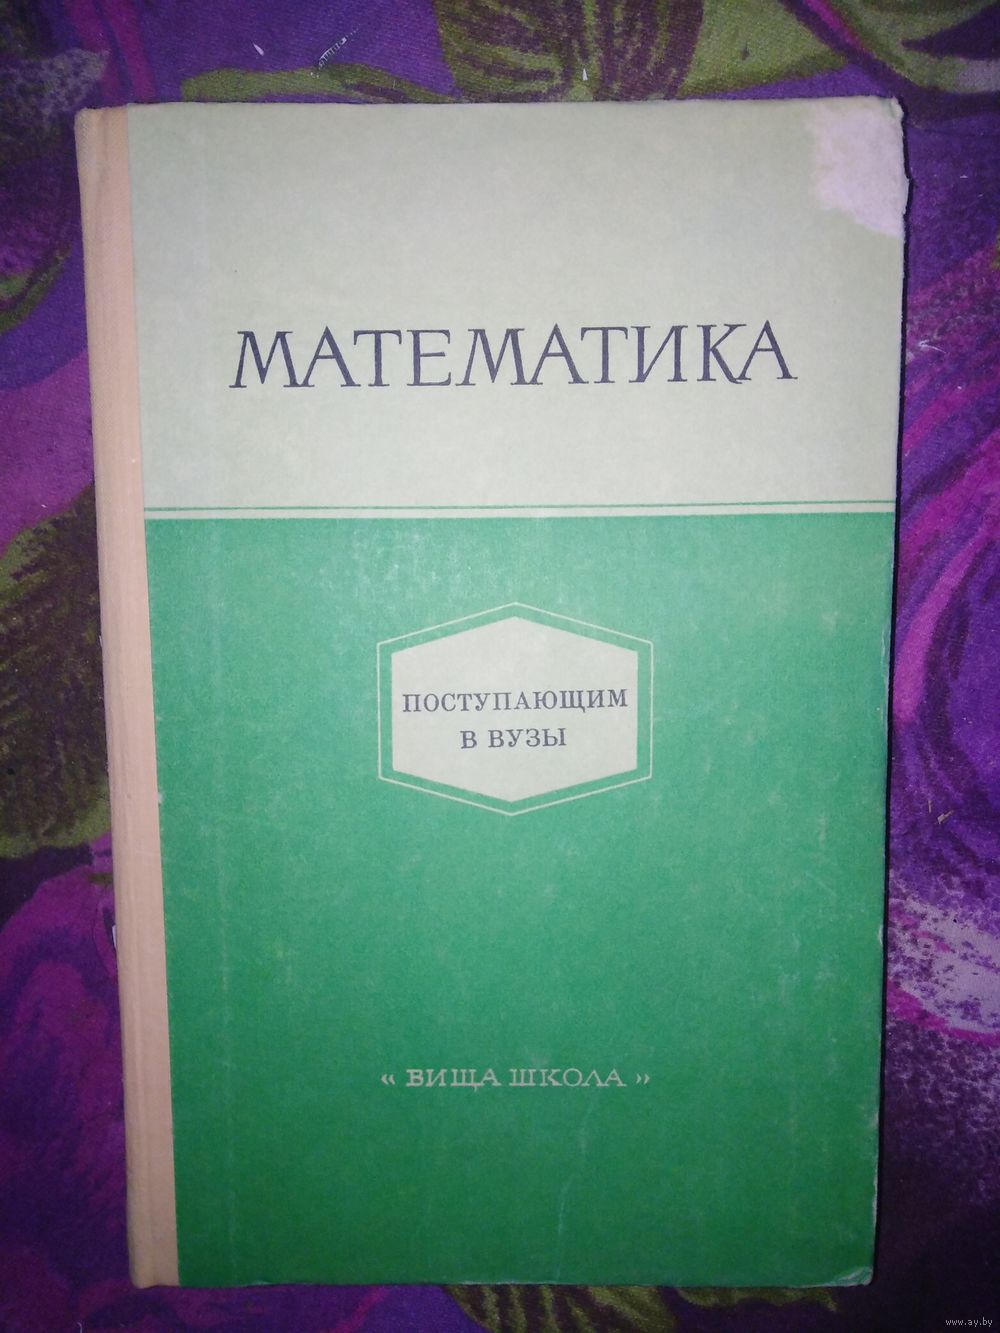 МАТЕМАТИКА
ПОСТУПАЮЩИМ
В ВУЗЫ
« ВИЩА ШКОЛА »
www.ay.by